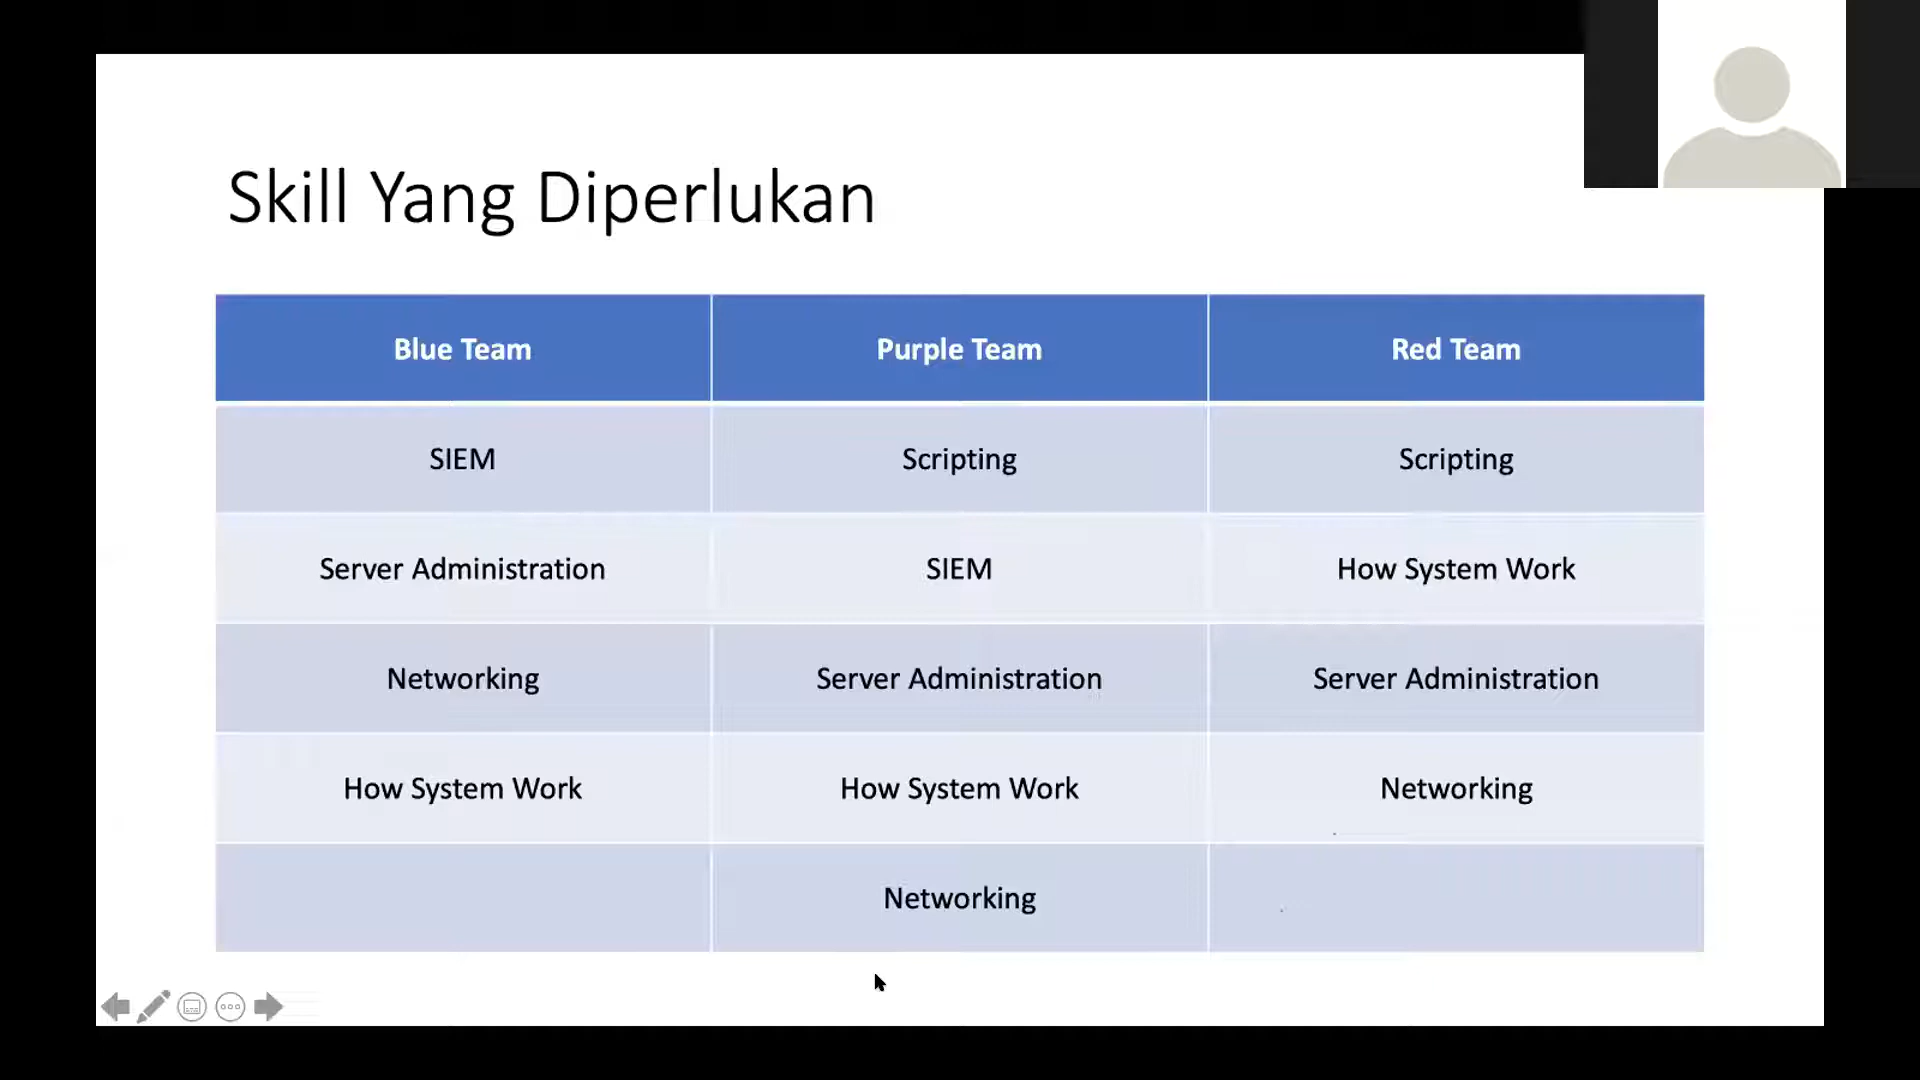 Skill Yang Diperlukan
Blue Team Purple Team Red Team
SIEM Scripting Scripting
Server Administration SIEM How System Work
Networking Server Administration Server Administration
How System Work How System Work Networking
Networking